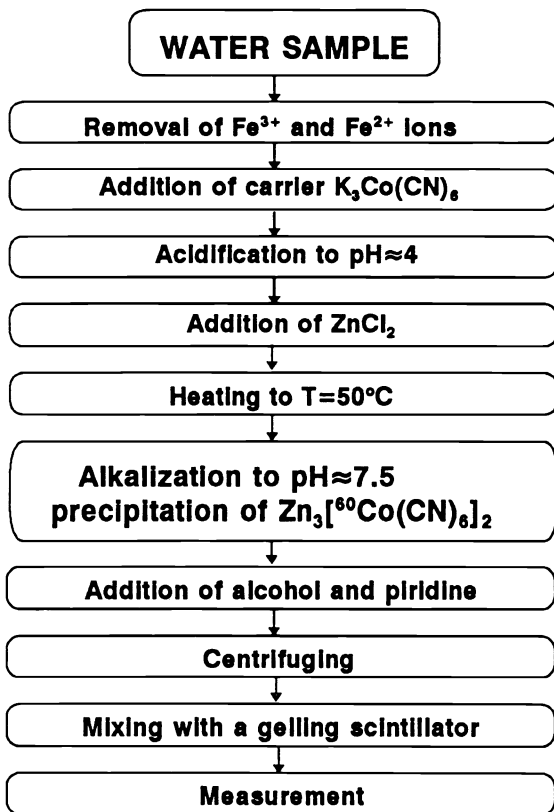 WATER SAMPLE
Removal of Fe³⁺ and Fe²⁺ ions
Addition of carrier K₃Co(CN)₆
Acidification to pH≈4
Addition of ZnCl₂
Heating to T=50°C
Alkalization to pH≈7.5
precipitation of Zn₃[⁶⁰Co(CN)₆]₂
Addition of alcohol and piridine
Centrifuging
Mixing with a gelling scintillator
Measurement